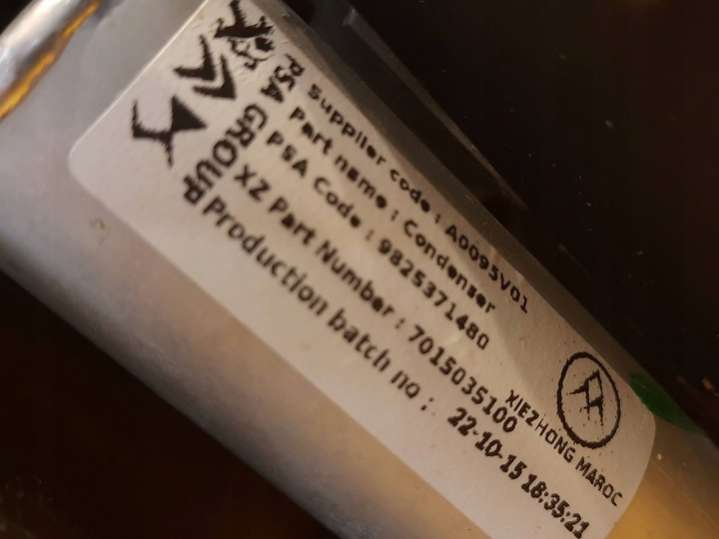 PSA GROUPE
Supplier code : A0095V01
Part name : Condenser
PSA Code : 9825371480
XZ Part Number : 7015035100
Production batch no : 22-10-15 18:35:21
XIEZHONG MAROC